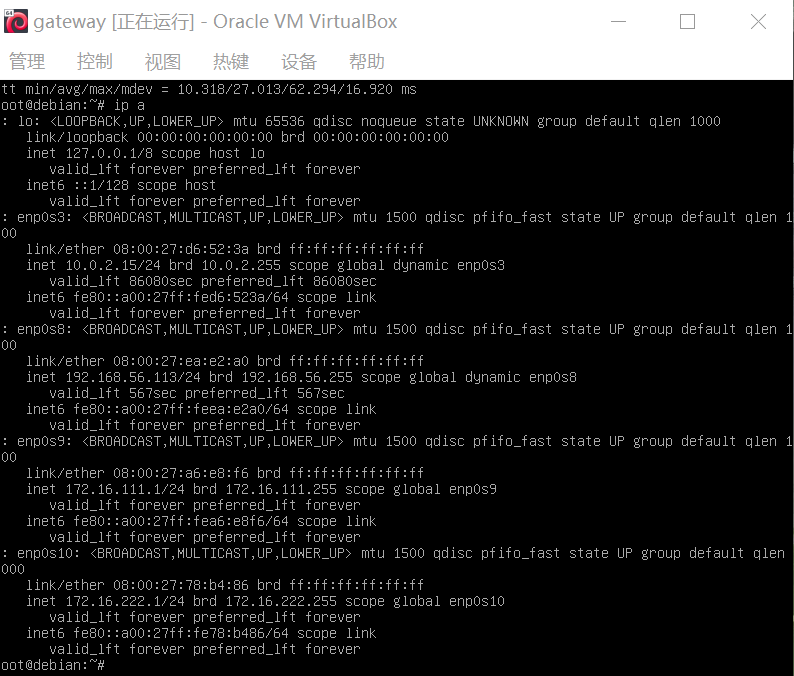 64
gateway [正在运行] - Oracle VM VirtualBox
管理 控制 视图 热键 设备 帮助
tt min/avg/max/mdev = 10.318/27.013/62.294/16.920 ms
oot@debian:~# ip a
: lo: <LOOPBACK,UP,LOWER_UP> mtu 65536 qdisc noqueue state UNKNOWN group default qlen 1000
link/loopback 00:00:00:00:00:00 brd 00:00:00:00:00:00
inet 127.0.0.1/8 scope host lo
valid_lft forever preferred_lft forever
inet6 ::1/128 scope host
valid_lft forever preferred_lft forever
: enp0s3: <BROADCAST,MULTICAST,UP,LOWER_UP> mtu 1500 qdisc pfifo_fast state UP group default qlen 1
00
link/ether 08:00:27:d6:52:3a brd ff:ff:ff:ff:ff:ff
inet 10.0.2.15/24 brd 10.0.2.255 scope global dynamic enp0s3
valid_lft 86080sec preferred_lft 86080sec
inet6 fe80::a00:27ff:fed6:523a/64 scope link
valid_lft forever preferred_lft forever
: enp0s8: <BROADCAST,MULTICAST,UP,LOWER_UP> mtu 1500 qdisc pfifo_fast state UP group default qlen 1
00
link/ether 08:00:27:ea:e2:a0 brd ff:ff:ff:ff:ff:ff
inet 192.168.56.113/24 brd 192.168.56.255 scope global dynamic enp0s8
valid_lft 567sec preferred_lft 567sec
inet6 fe80::a00:27ff:feea:e2a0/64 scope link
valid_lft forever preferred_lft forever
: enp0s9: <BROADCAST,MULTICAST,UP,LOWER_UP> mtu 1500 qdisc pfifo_fast state UP group default qlen 1
00
link/ether 08:00:27:a6:e8:f6 brd ff:ff:ff:ff:ff:ff
inet 172.16.111.1/24 brd 172.16.111.255 scope global enp0s9
valid_lft forever preferred_lft forever
inet6 fe80::a00:27ff:fea6:e8f6/64 scope link
valid_lft forever preferred_lft forever
: enp0s10: <BROADCAST,MULTICAST,UP,LOWER_UP> mtu 1500 qdisc pfifo_fast state UP group default qlen
000
link/ether 08:00:27:78:b4:86 brd ff:ff:ff:ff:ff:ff
inet 172.16.222.1/24 brd 172.16.222.255 scope global enp0s10
valid_lft forever preferred_lft forever
inet6 fe80::a00:27ff:fe78:b486/64 scope link
valid_lft forever preferred_lft forever
oot@debian:~#